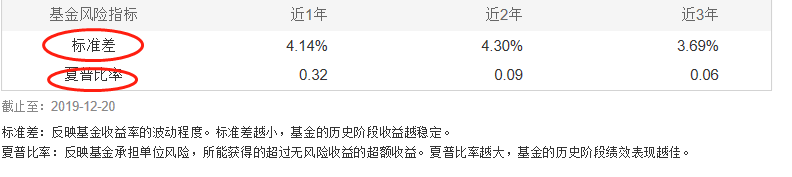 基金风险指标 近1年 近2年 近3年
标准差 4.14% 4.30% 3.69%
夏普比率 0.32 0.09 0.06
截止至：2019-12-20
标准差：反映基金收益率的波动程度。标准差越小，基金的历史阶段收益越稳定。
夏普比率：反映基金承担单位风险，所能获得的超过无风险收益的超额收益。夏普比率越大，基金的历史阶段绩效表现越佳。